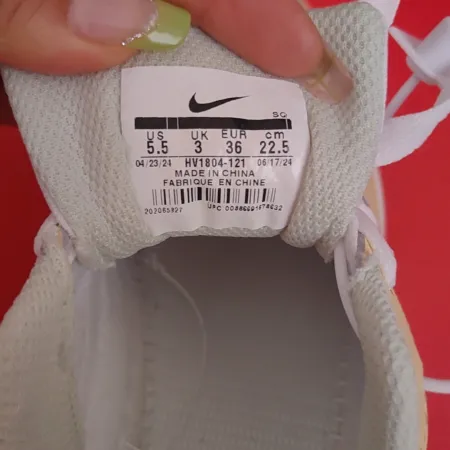 SQ
US UK EUR cm
5.5 3 36 22.5
04/23/24 HV1804-121 06/17/24
MADE IN CHINA
FABRIQUE EN CHINE
UPC